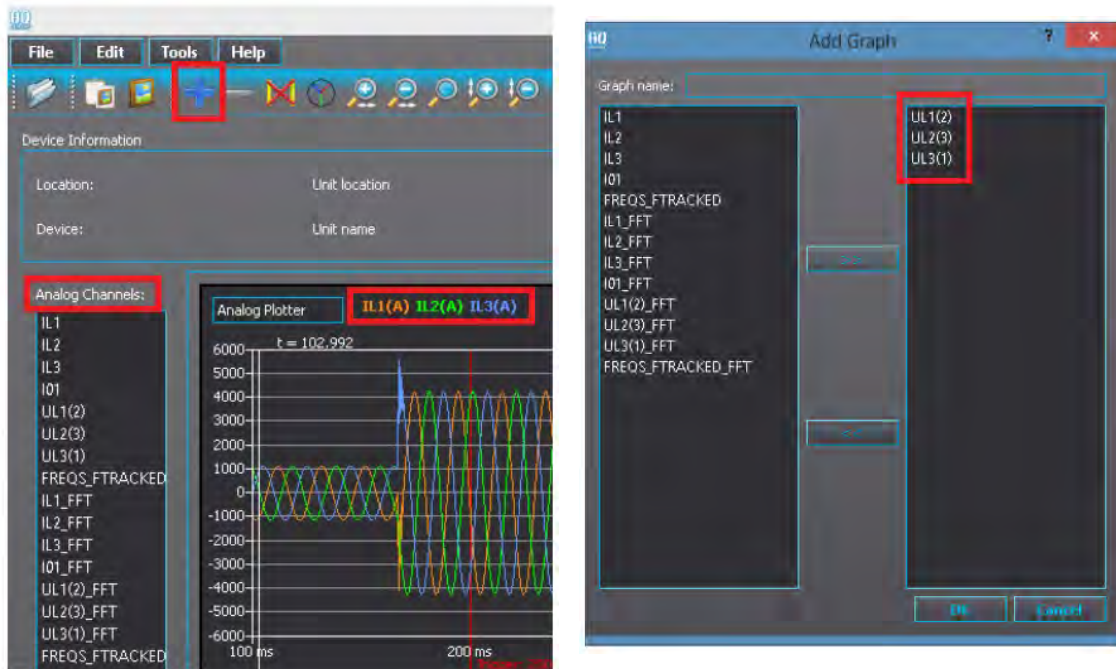 File Edit Tools Help
Device Information
Location: Unit location
Device: Unit name
Analog Channels:
IL1
IL2
IL3
I01
UL1(2)
UL2(3)
UL3(1)
FREQS_FTRACKED
IL1_FFT
IL2_FFT
IL3_FFT
I01_FFT
UL1(2)_FFT
UL2(3)_FFT
UL3(1)_FFT
FREQS_FTRACKED
Analog Plotter IL1(A) IL2(A) IL3(A)
t = 102,992
6000
5000
4000
3000
2000
1000
0
-1000
-2000
-3000
-4000
-5000
-6000
100 ms 200 ms
Add Graph ? x
Graph name:
IL1
IL2
IL3
I01
FREQS_FTRACKED
IL1_FFT
IL2_FFT
IL3_FFT
I01_FFT
UL1(2)_FFT
UL2(3)_FFT
UL3(1)_FFT
FREQS_FTRACKED_FFT
UL1(2)
UL2(3)
UL3(1)
OK Cancel